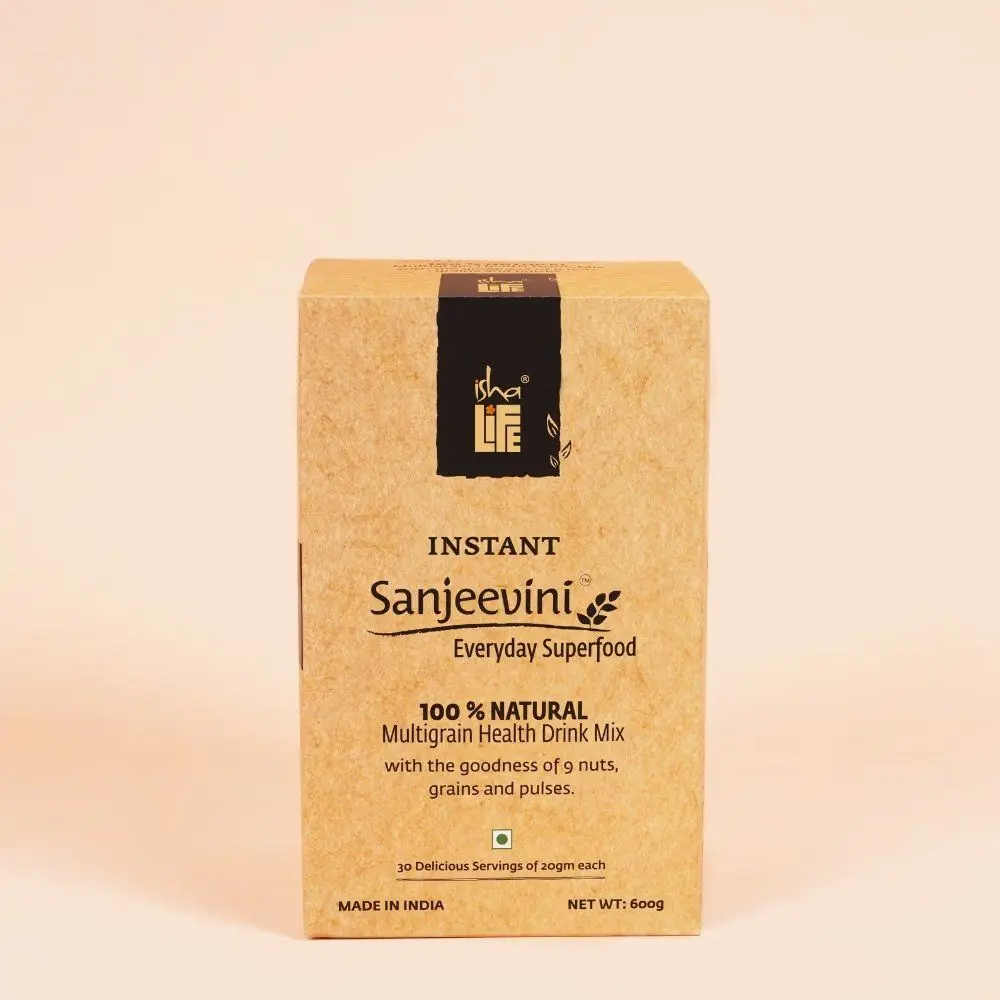 isha®
LIFE
INSTANT
Sanjeevini™
Everyday Superfood
100 % NATURAL
Multigrain Health Drink Mix
with the goodness of 9 nuts,
grains and pulses.
30 Delicious Servings of 20gm each
MADE IN INDIA
NET WT: 600g